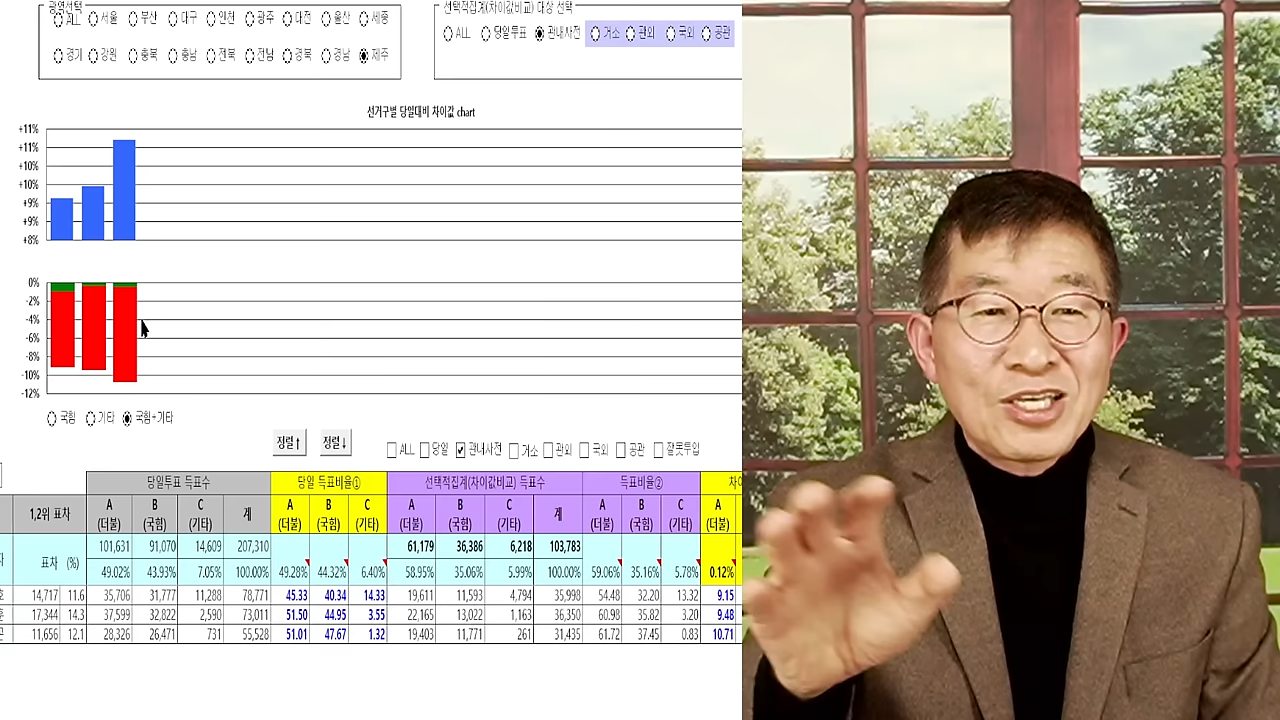 광역선택
ALL 서울 부산 대구 인천 광주 대전 울산 세종
경기 강원 충북 충남 전북 전남 경북 경남 제주
선택적집계(차이값비교) 대상 선택
ALL 당일투표 관내사전 거소 관외 국외 공관
선거구별 당일대비 차이값 chart
+11%
+11%
+10%
+10%
+9%
+9%
+8%
0%
-2%
-4%
-6%
-8%
-10%
-12%
국힘 기타 국힘+기타
정렬↑ 정렬↓
ALL 당일 관내사전 거소 관외 국외 공관 잘못투입
당일투표 득표수 당일 득표비율① 선택적집계(차이값비교) 득표수 득표비율②
1,2위 표차 A B C 계 A B C A B C 계 A B C A
(더불) (국힘) (기타) (더불) (국힘) (기타) (더불) (국힘) (기타) (더불) (국힘) (기타) (더불)
표차 (%)
101,631 91,070 14,609 207,310 61,179 36,386 6,218 103,783
49.02% 43.93% 7.05% 100.00% 49.28% 44.32% 6.40% 58.95% 35.06% 5.99% 100.00% 59.06% 35.16% 5.78% 0.12%
14,717 11.6 35,706 31,777 11,288 78,771 45.33 40.34 14.33 19,611 11,593 4,794 35,998 54.48 32.20 13.32 9.15
17,344 14.3 37,599 32,822 2,590 73,011 51.50 44.95 3.55 22,165 13,022 1,163 36,350 60.98 35.82 3.20 9.48
11,656 12.1 28,326 26,471 731 55,528 51.01 47.67 1.32 19,403 11,771 261 31,435 61.72 37.45 0.83 10.71